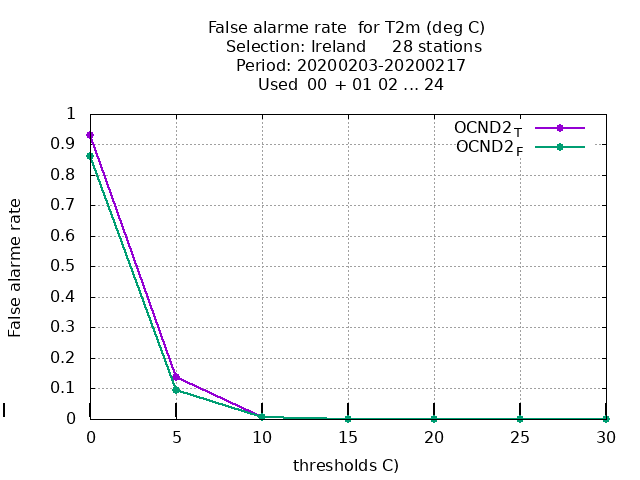 False alarme rate for T2m (deg C)
Selection: Ireland 28 stations
Period: 20200203-20200217
Used 00 + 01 02 ... 24
OCND2_T
OCND2_F
1
0.9
0.8
0.7
0.6
0.5
0.4
0.3
0.2
0.1
0
False alarme rate
0 5 10 15 20 25 30
thresholds C)